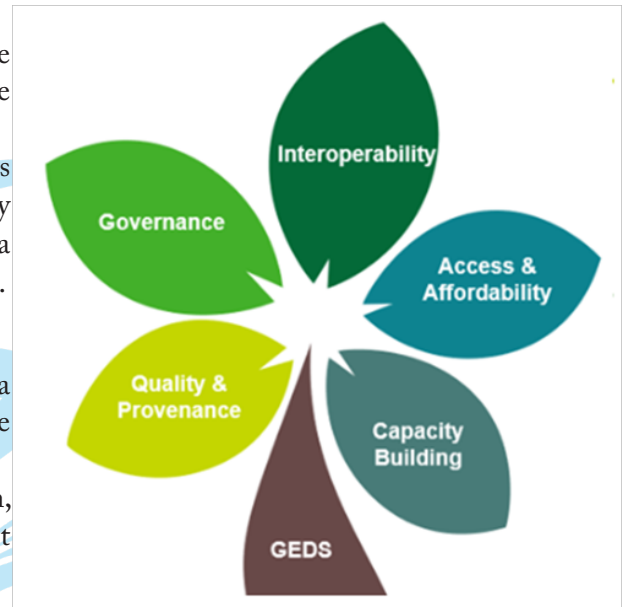 e
e
s
y
a
.
a
e
n,
t
Interoperability
Governance
Access &
Affordability
Quality &
Provenance
Capacity
Building
GEDS